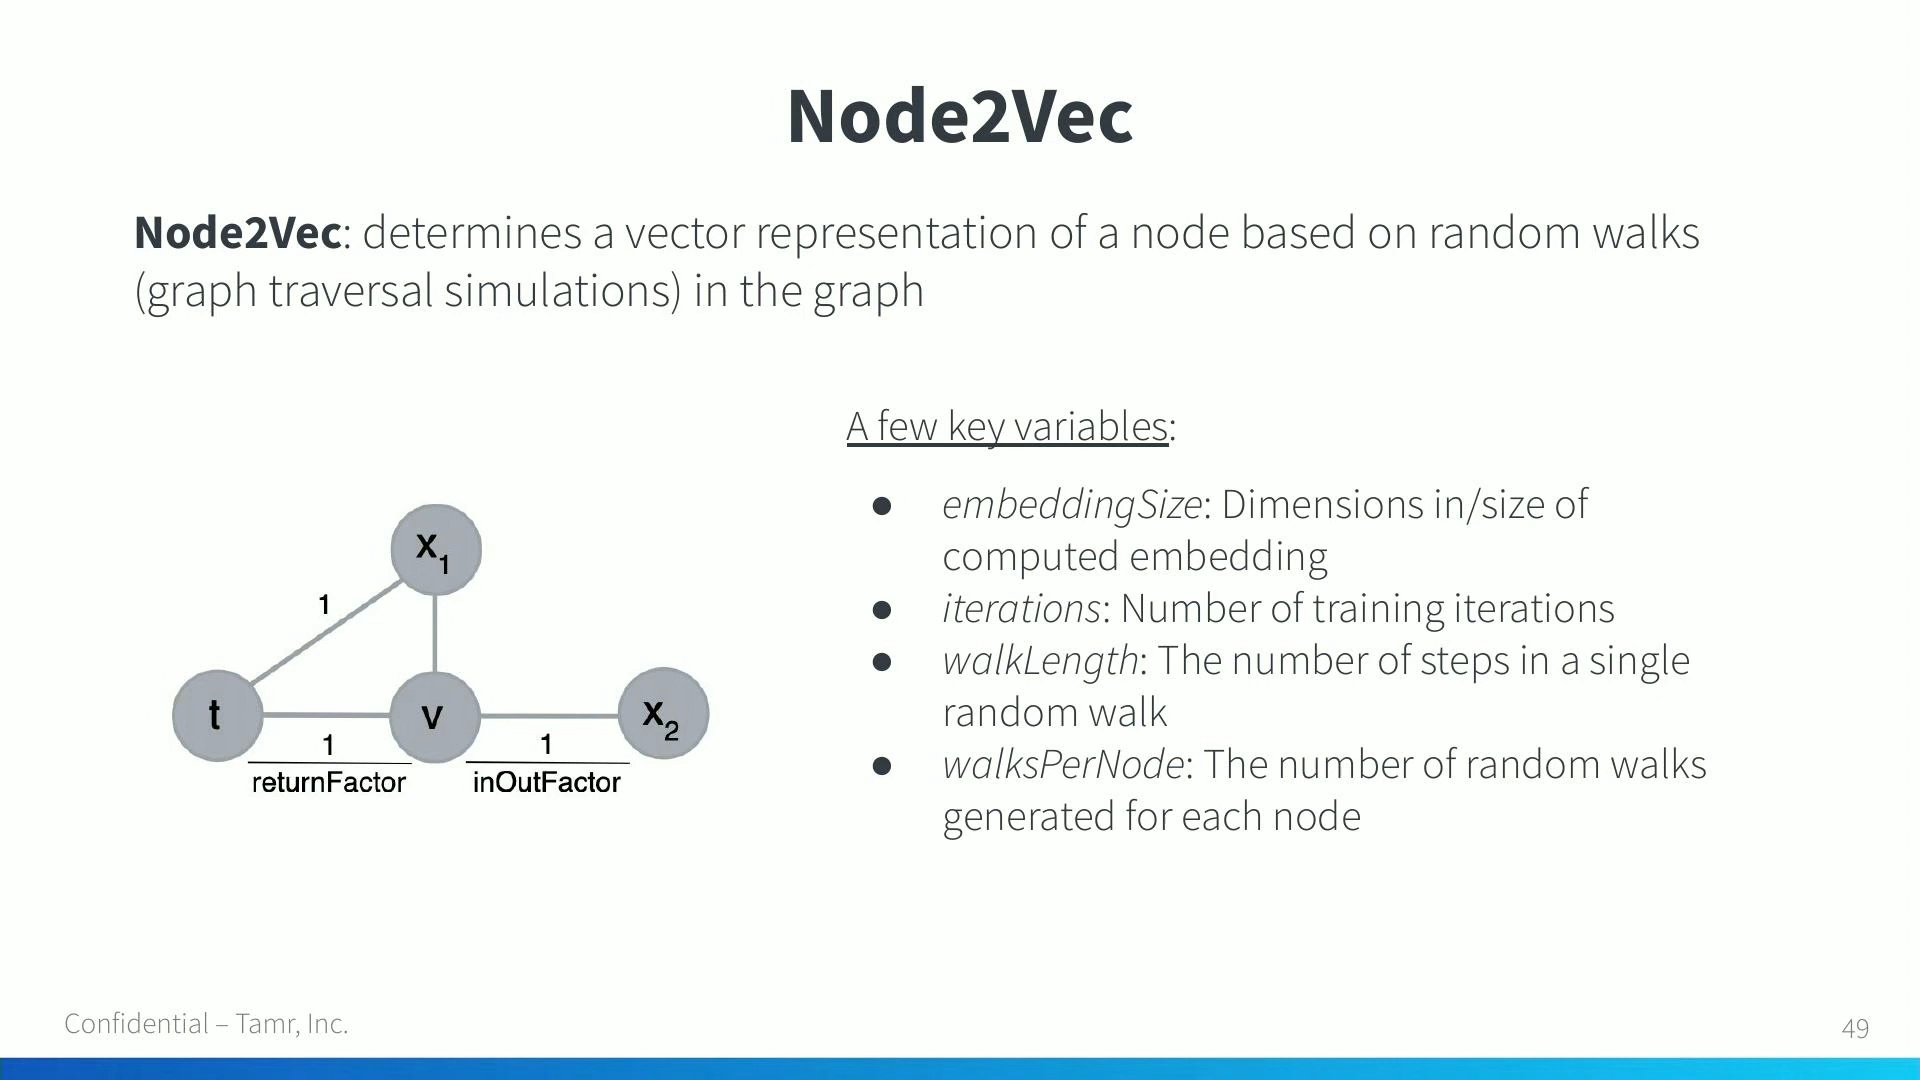 Node2Vec
Node2Vec: determines a vector representation of a node based on random walks
(graph traversal simulations) in the graph
A few key variables:
● embeddingSize: Dimensions in/size of
computed embedding
● iterations: Number of training iterations
● walkLength: The number of steps in a single
random walk
● walksPerNode: The number of random walks
generated for each node
x1
1
t
v
x2
1
returnFactor
1
inOutFactor
Confidential – Tamr, Inc.
49